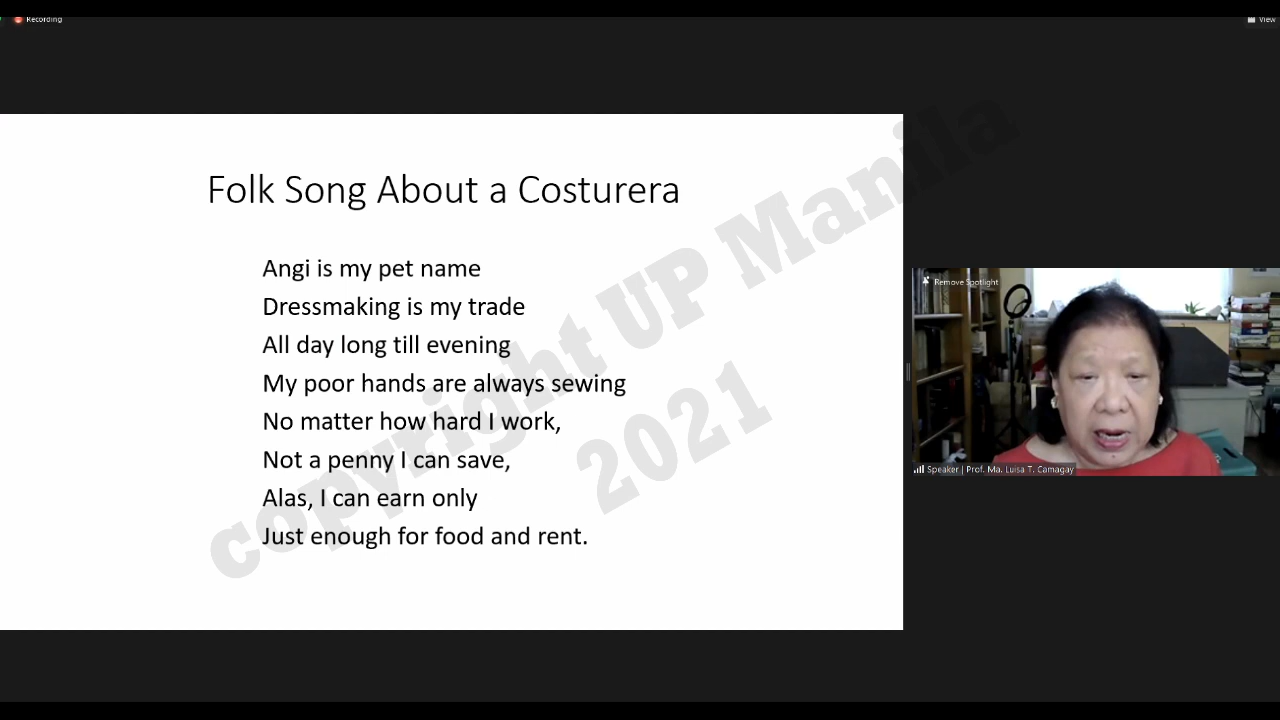 Recording
View
Folk Song About a Costurera
Angi is my pet name
Dressmaking is my trade
All day long till evening
My poor hands are always sewing
No matter how hard I work,
Not a penny I can save,
Alas, I can earn only
Just enough for food and rent.
copyright UP Manila
2021
Remove Spotlight
Speaker | Prof. Ma. Luisa T. Camagay